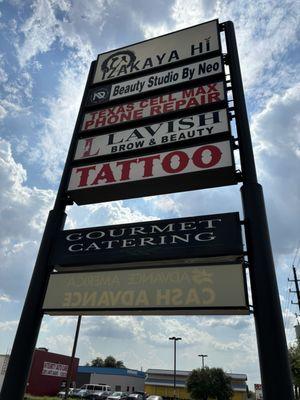 IZAKAYA HI
Beauty Studio By Neo
TEXAS CELL MAX
PHONE REPAIR
LAVISH
BROW & BEAUTY
TATTOO
GOURMET
CATERING
ADVANCE AMERICA
CASH ADVANCE